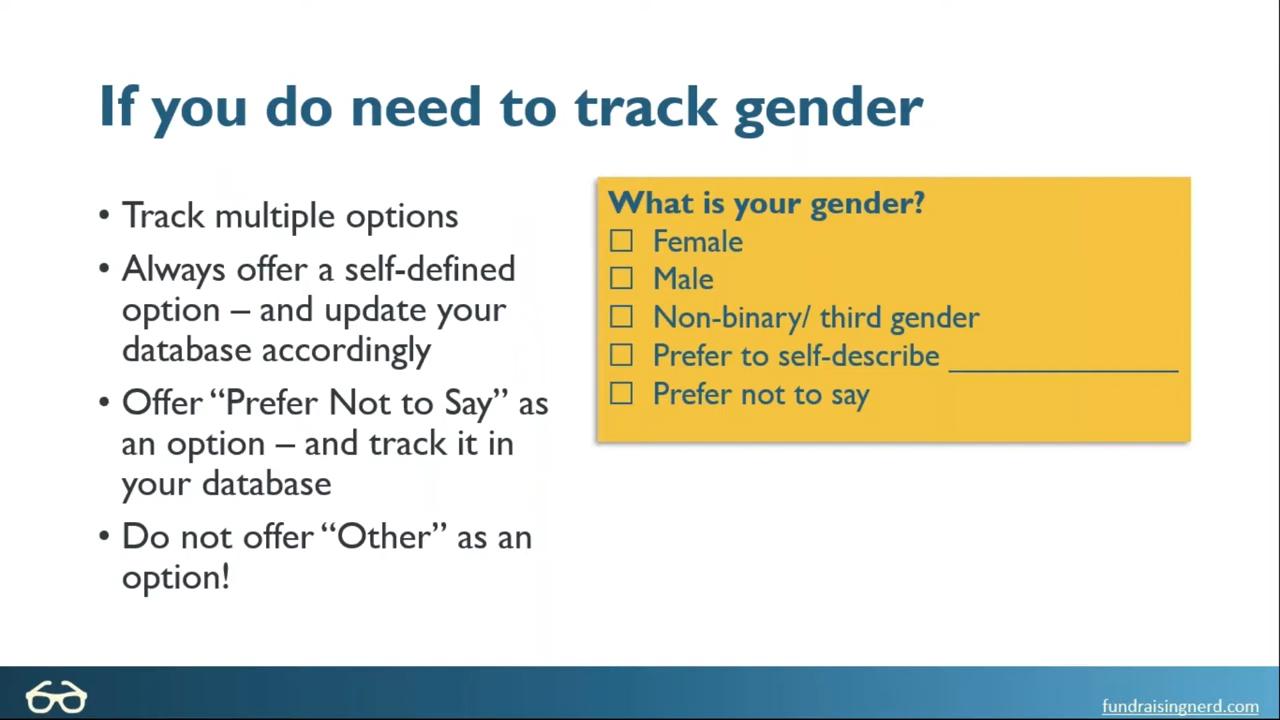 If you do need to track gender
• Track multiple options
• Always offer a self-defined
option – and update your
database accordingly
• Offer “Prefer Not to Say” as
an option – and track it in
your database
• Do not offer “Other” as an
option!
What is your gender?
☐ Female
☐ Male
☐ Non-binary/ third gender
☐ Prefer to self-describe _______________
☐ Prefer not to say
fundraisingnerd.com